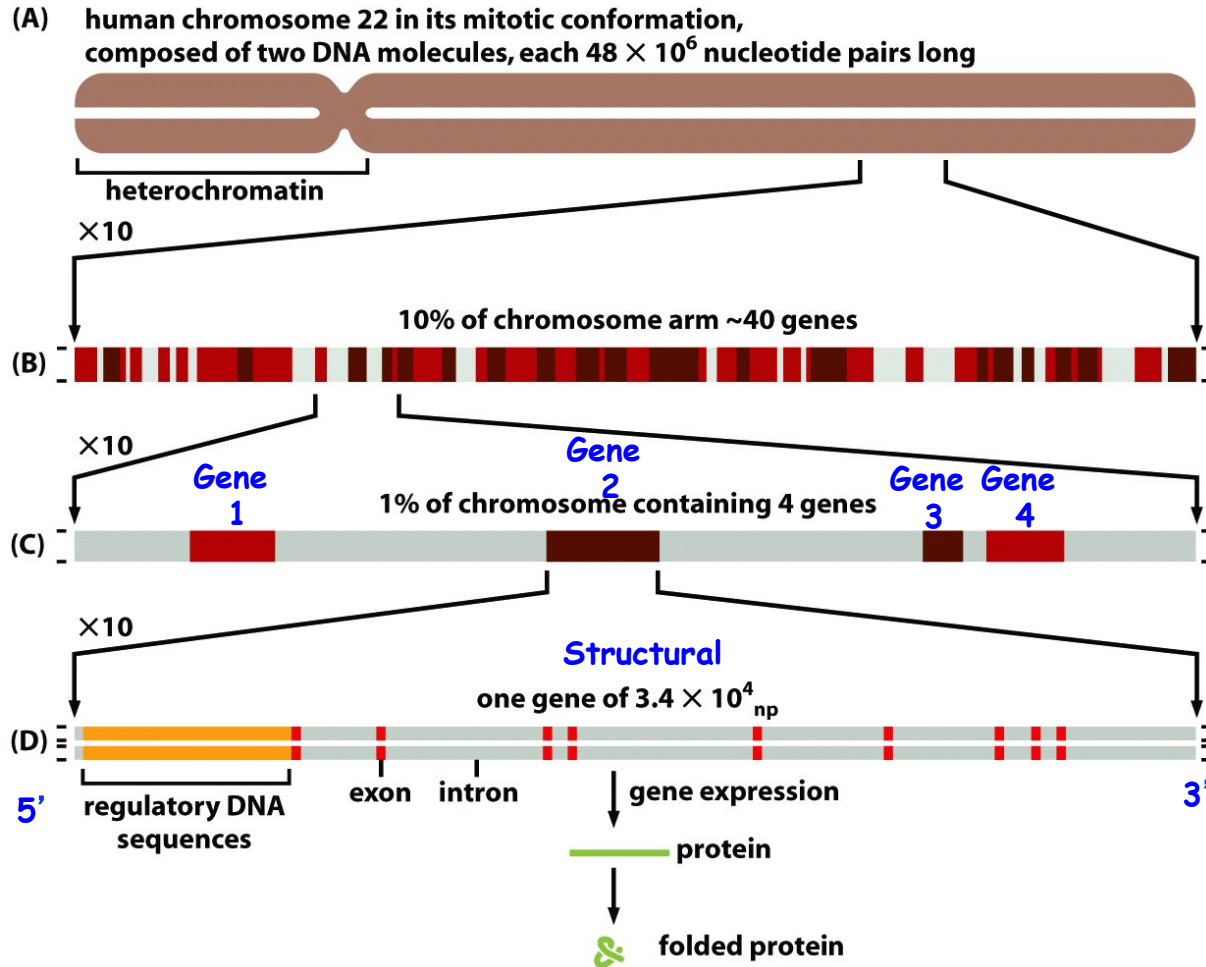 (A) human chromosome 22 in its mitotic conformation,
composed of two DNA molecules, each 48 × 10⁶ nucleotide pairs long
heterochromatin
×10
10% of chromosome arm ~40 genes
(B)
×10
Gene
1
Gene
2
Gene
3
Gene
4
1% of chromosome containing 4 genes
(C)
×10
Structural
one gene of 3.4 × 10⁴ np
(D)
5'
regulatory DNA
sequences
exon
intron
gene expression
3'
protein
folded protein